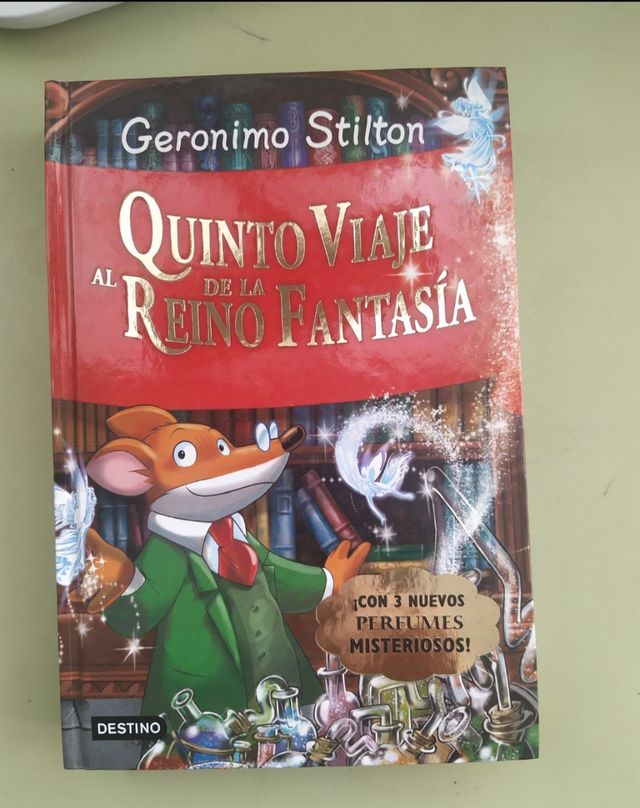 Geronimo Stilton
QUINTO VIAJE
AL REINO DE LA FANTASÍA
¡CON 3 NUEVOS
PERFUMES
MISTERIOSOS!
DESTINO